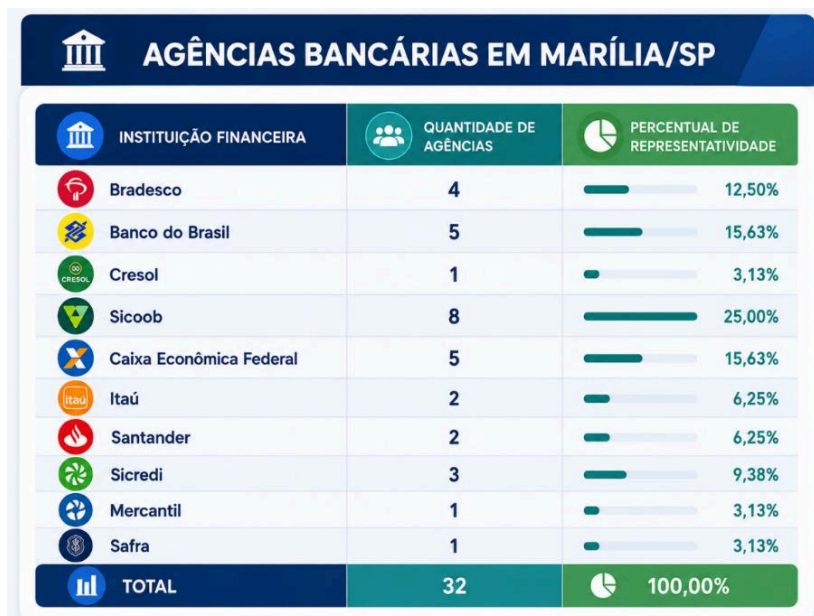 AGÊNCIAS BANCÁRIAS EM MARÍLIA/SP
INSTITUIÇÃO FINANCEIRA
QUANTIDADE DE
AGÊNCIAS
PERCENTUAL DE
REPRESENTATIVIDADE
Bradesco 4 12,50%
Banco do Brasil 5 15,63%
CRESOL Cresol 1 3,13%
Sicoob 8 25,00%
Caixa Econômica Federal 5 15,63%
itaú Itaú 2 6,25%
Santander 2 6,25%
Sicredi 3 9,38%
Mercantil 1 3,13%
Safra 1 3,13%
TOTAL 32 100,00%